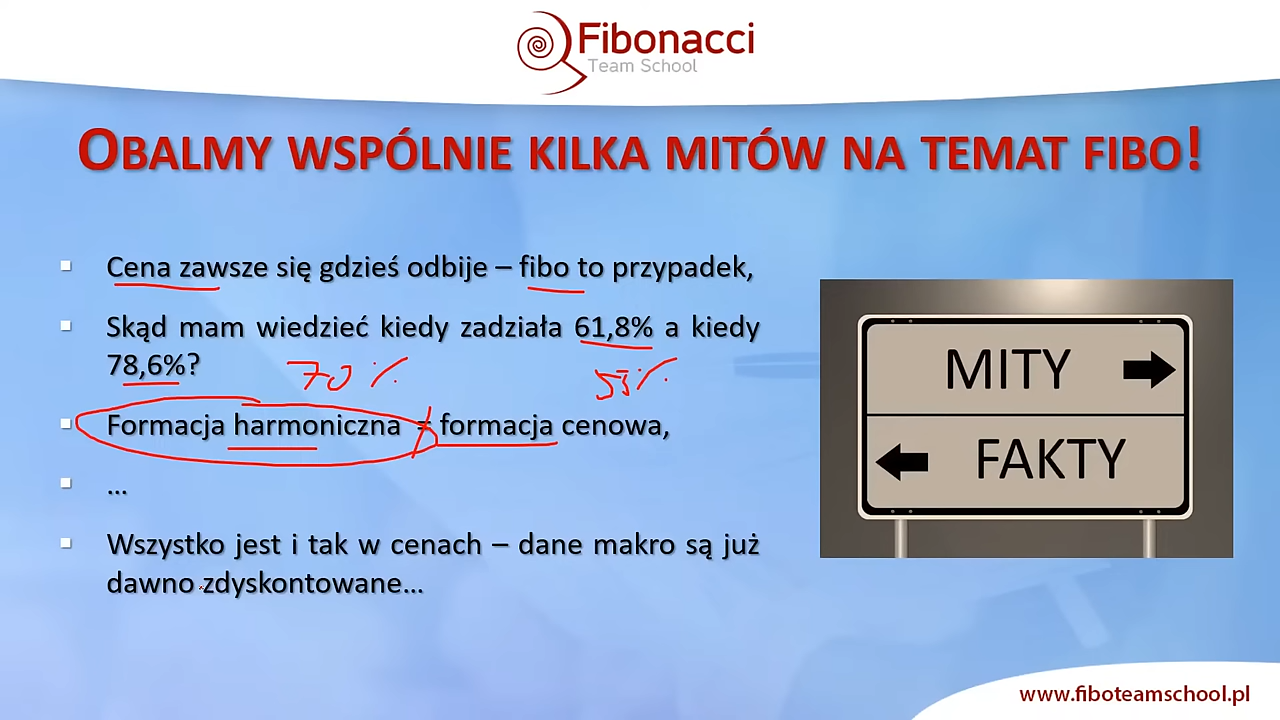 Fibonacci
Team School
OBALMY WSPÓLNIE KILKA MITÓW NA TEMAT FIBO!
▪ Cena zawsze się gdzieś odbije – fibo to przypadek,
▪ Skąd mam wiedzieć kiedy zadziała 61,8% a kiedy
78,6%?
70 %
55%
▪ Formacja harmoniczna = formacja cenowa,
▪ …
▪ Wszystko jest i tak w cenach – dane makro są już
dawno zdyskontowane…
MITY
FAKTY
www.fiboteamschool.pl